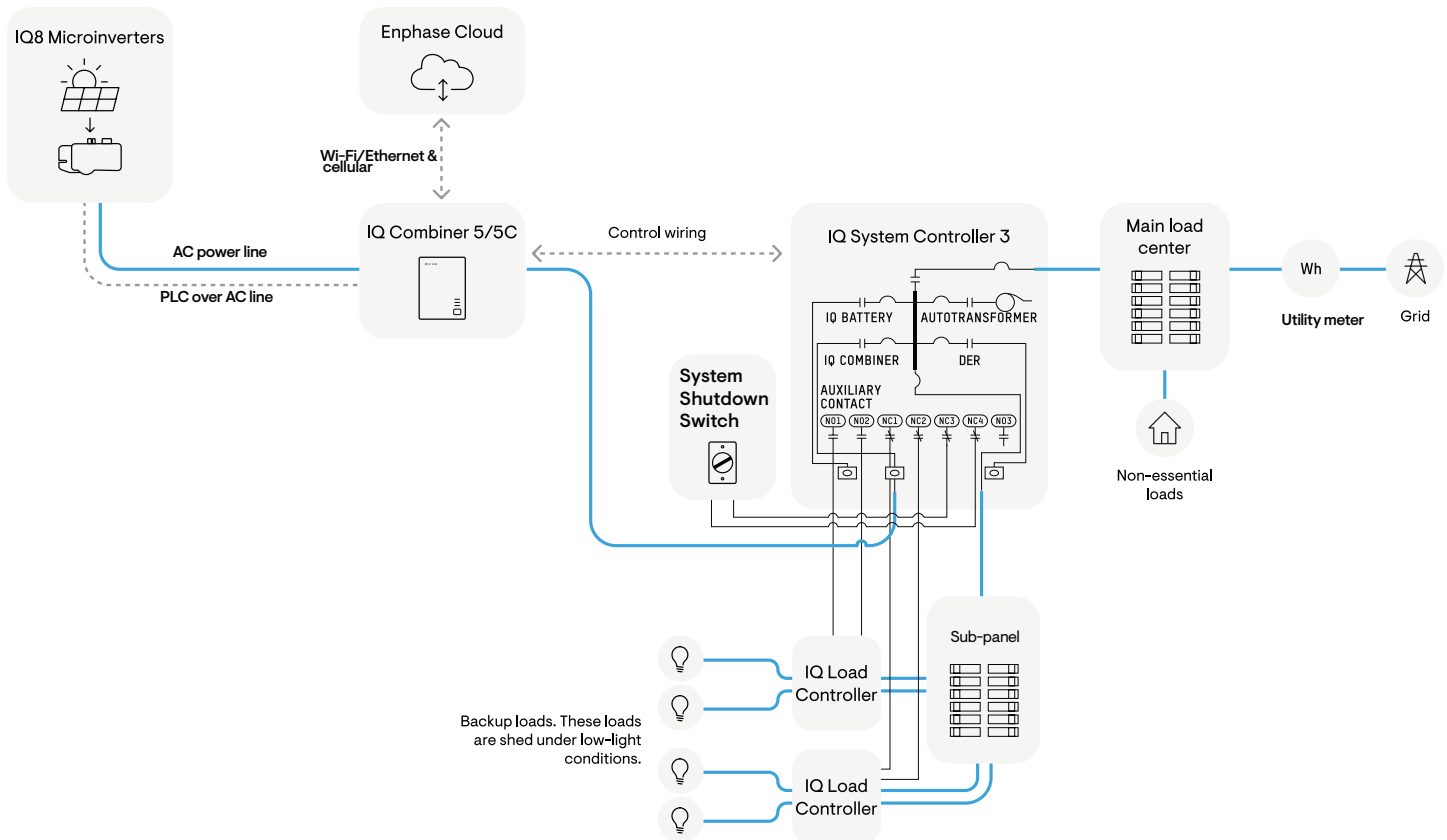 IQ8 Microinverters
Enphase Cloud
Wi-Fi/Ethernet &
cellular
AC power line
PLC over AC line
IQ Combiner 5/5C
Control wiring
IQ System Controller 3
IQ BATTERY
AUTOTRANSFORMER
IQ COMBINER
DER
AUXILIARY
CONTACT
NO1 NO2 NC1 NC2 NC3 NC4 NO3
System
Shutdown
Switch
Main load
center
Wh
Utility meter
Grid
Non-essential
loads
Sub-panel
IQ Load
Controller
Backup loads. These loads
are shed under low-light
conditions.
IQ Load
Controller